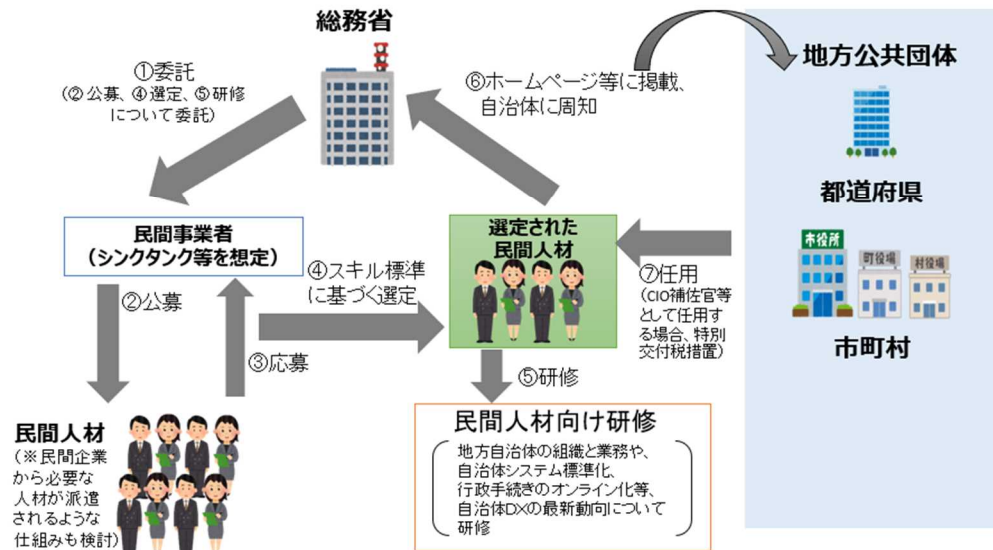 総務省
①委託
(②公募、④選定、⑤研修
について委託)
⑥ホームページ等に掲載、
自治体に周知
地方公共団体
都道府県
市役所
町役場
村役場
市町村
民間事業者
(シンクタンク等を想定)
選定された
民間人材
②公募
③応募
④スキル標準
に基づく選定
⑦任用
(CIO補佐官等
として任用す
る場合、特別
交付税措置)
⑤研修
民間人材
(※民間企業
から必要な
人材が派遣
されるような
仕組みも検討)
民間人材向け研修
地方自治体の組織と業務や、
自治体システム標準化、
行政手続きのオンライン化等、
自治体DXの最新動向について
研修